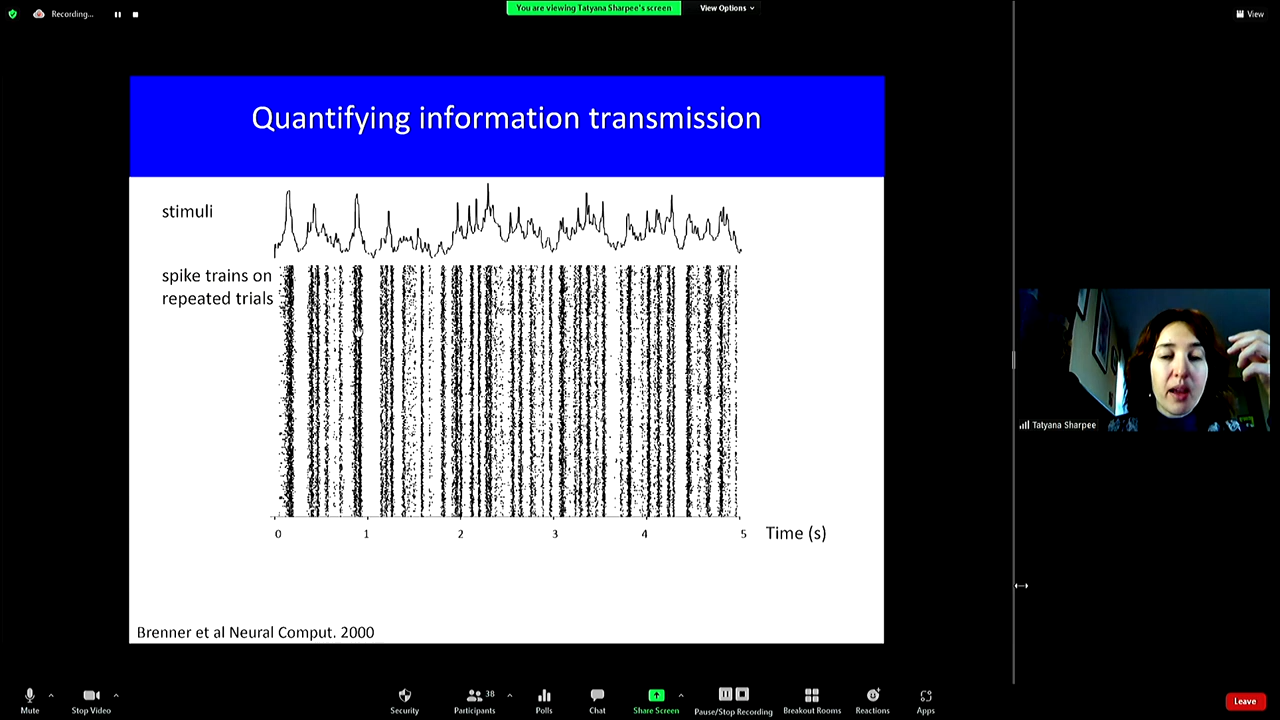 Recording...
You are viewing Tatyana Sharpee's screen
View Options
View
Quantifying information transmission
stimuli
spike trains on
repeated trials
0 1 2 3 4 5 Time (s)
Brenner et al Neural Comput. 2000
Tatyana Sharpee
Mute
Stop Video
Security
38
Participants
Polls
Chat
Share Screen
Pause/Stop Recording
Breakout Rooms
Reactions
Apps
Leave